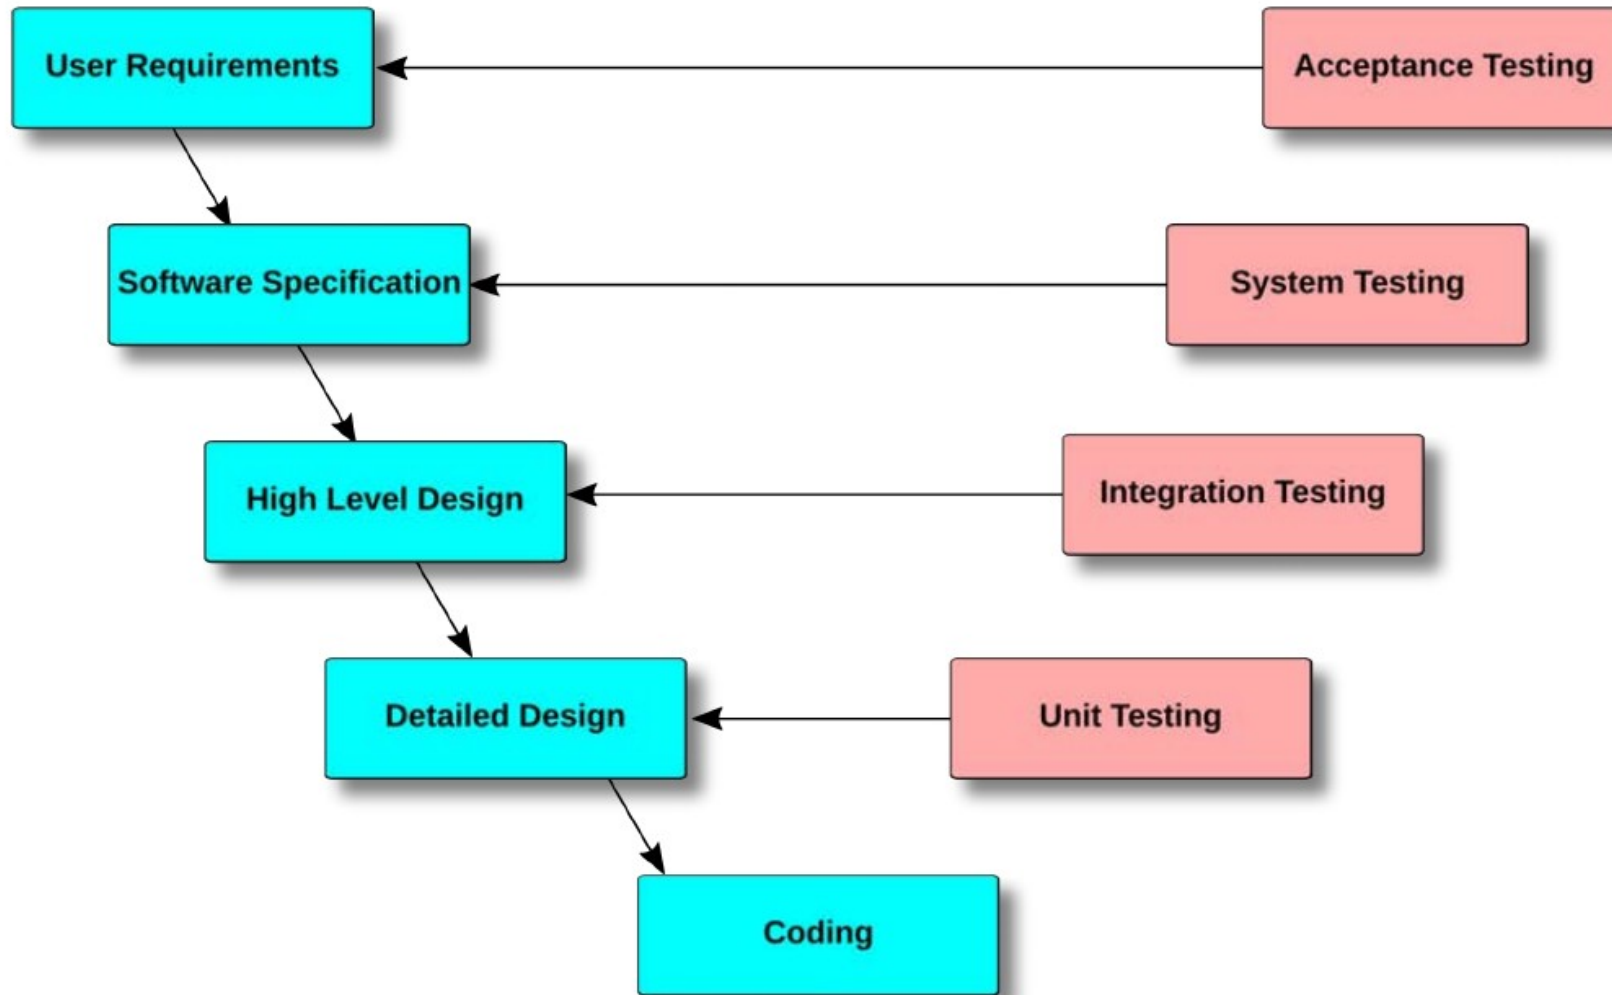 User Requirements
Acceptance Testing
Software Specification
System Testing
High Level Design
Integration Testing
Detailed Design
Unit Testing
Coding